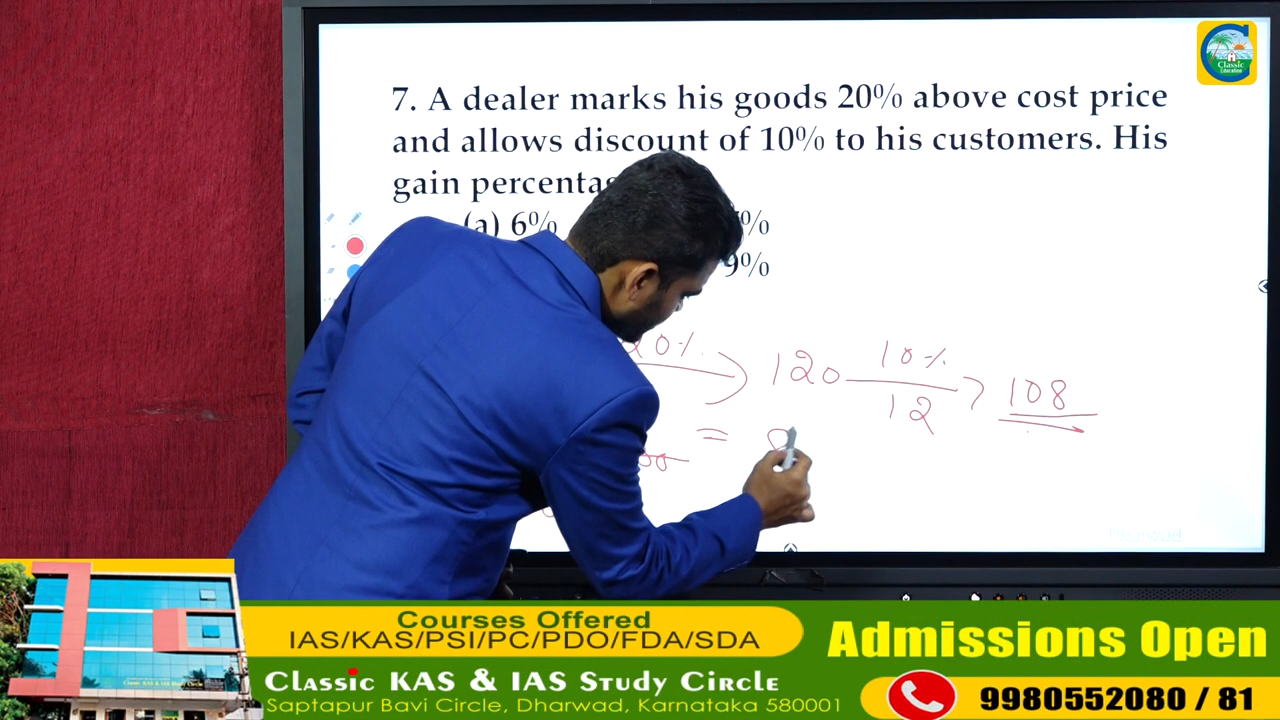 Classic
Education
7. A dealer marks his goods 20% above cost price
and allows discount of 10% to his customers. His
gain
(a) 6%
9%
20%
120 10% 108
12
=
Courses Offered
IAS/KAS/PSI/PC/PDO/FDA/SDA
Admissions Open
Classic KAS & IAS Study Circle
Saptapur Bavi Circle, Dharwad, Karnataka 580001
9980552080 / 81